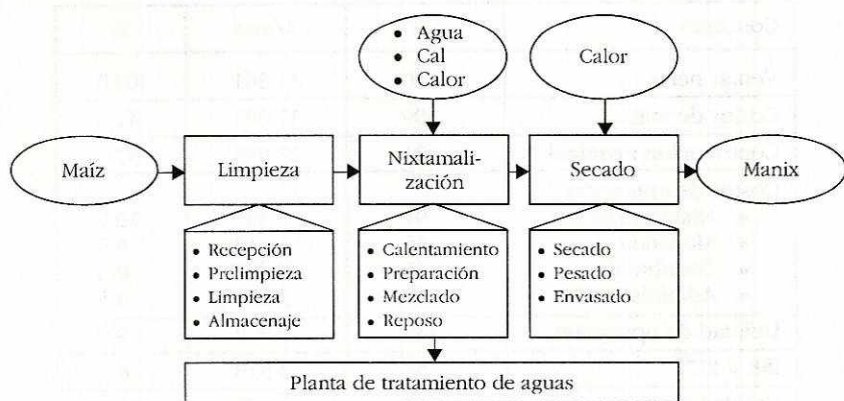 • Agua
• Cal
• Calor
Calor
Maíz
Limpieza
Nixtamali-
zación
Secado
Manix
• Recepción
• Prelimpieza
• Limpieza
• Almacenaje
• Calentamiento
• Preparación
• Mezclado
• Reposo
• Secado
• Pesado
• Envasado
Planta de tratamiento de aguas